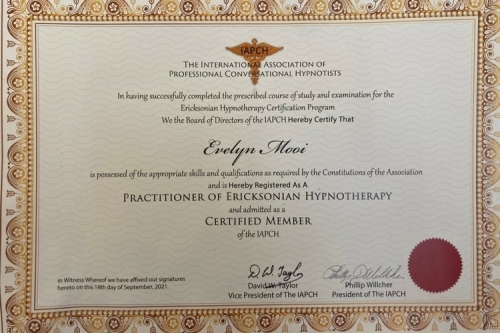 IAPCH
THE INTERNATIONAL ASSOCIATION OF
PROFESSIONAL CONVERSATIONAL HYPNOTISTS
In having successfully completed the prescribed course of study and examination for the
Ericksonian Hypnotherapy Certification Program
We the Board of Directors of the IAPCH Hereby Certify That
Evelyn Mooi
is possessed of the appropriate skills and qualifications as required by the Constitutions of the Association
and is Hereby Registered As A
PRACTITIONER OF ERICKSONIAN HYPNOTHERAPY
and admitted as a
CERTIFIED MEMBER
of the IAPCH
in Witness Whereof we have affixed our signatures
hereto on this 19th day of September, 2021.
D. W. Taylor
David W. Taylor
Vice President of The IAPCH
Phillip Willcher
President of The IAPCH